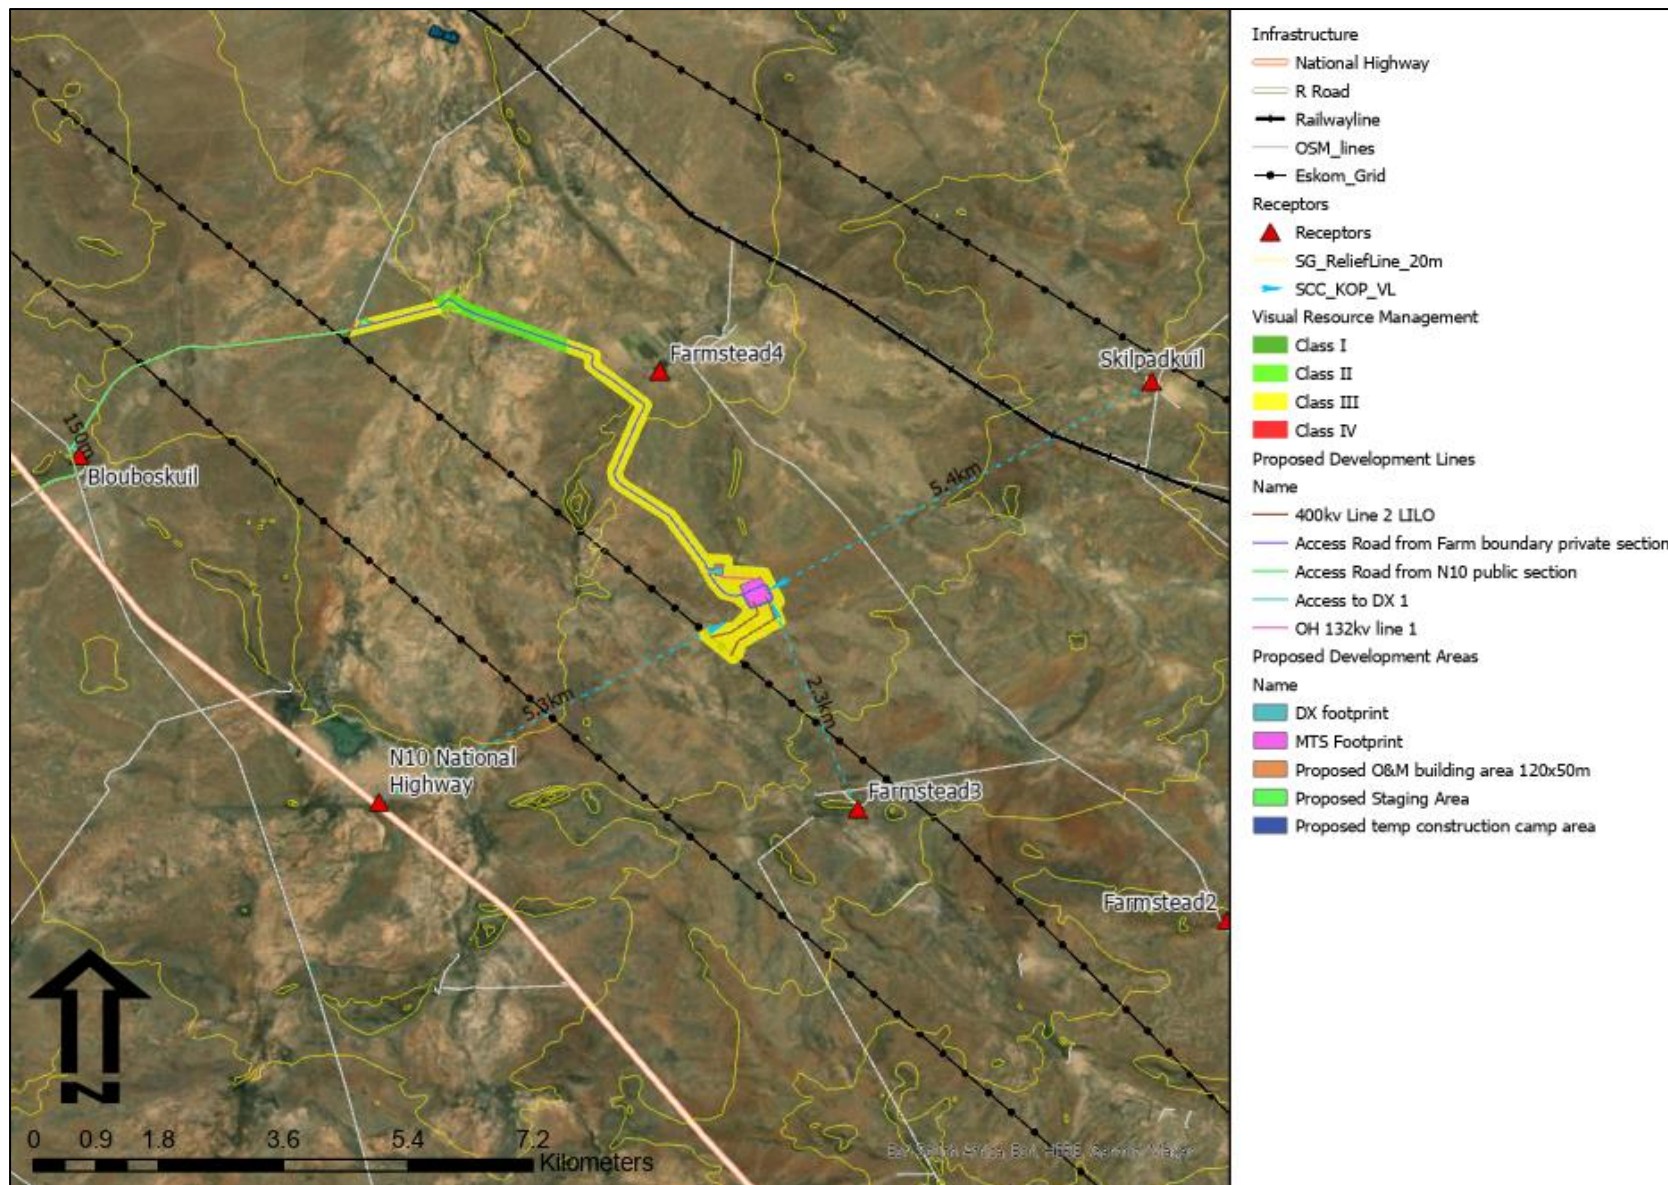 Farmstead4
Skilpadkuil
150m
Blouboskuil
5.4km
5.3km
2.3km
N10 National
Highway
Farmstead3
Farmstead2
N
0 0.9 1.8 3.6 5.4 7.2
Kilometers
Infrastructure
National Highway
R Road
Railwayline
OSM_lines
Eskom_Grid
Receptors
Receptors
SG_ReliefLine_20m
SCC_KOP_VL
Visual Resource Management
Class I
Class II
Class III
Class IV
Proposed Development Lines
Name
400kv Line 2 LILO
Access Road from Farm boundary private section
Access Road from N10 public section
Access to DX 1
OH 132kv line 1
Proposed Development Areas
Name
DX footprint
MTS Footprint
Proposed O&M building area 120x50m
Proposed Staging Area
Proposed temp construction camp area